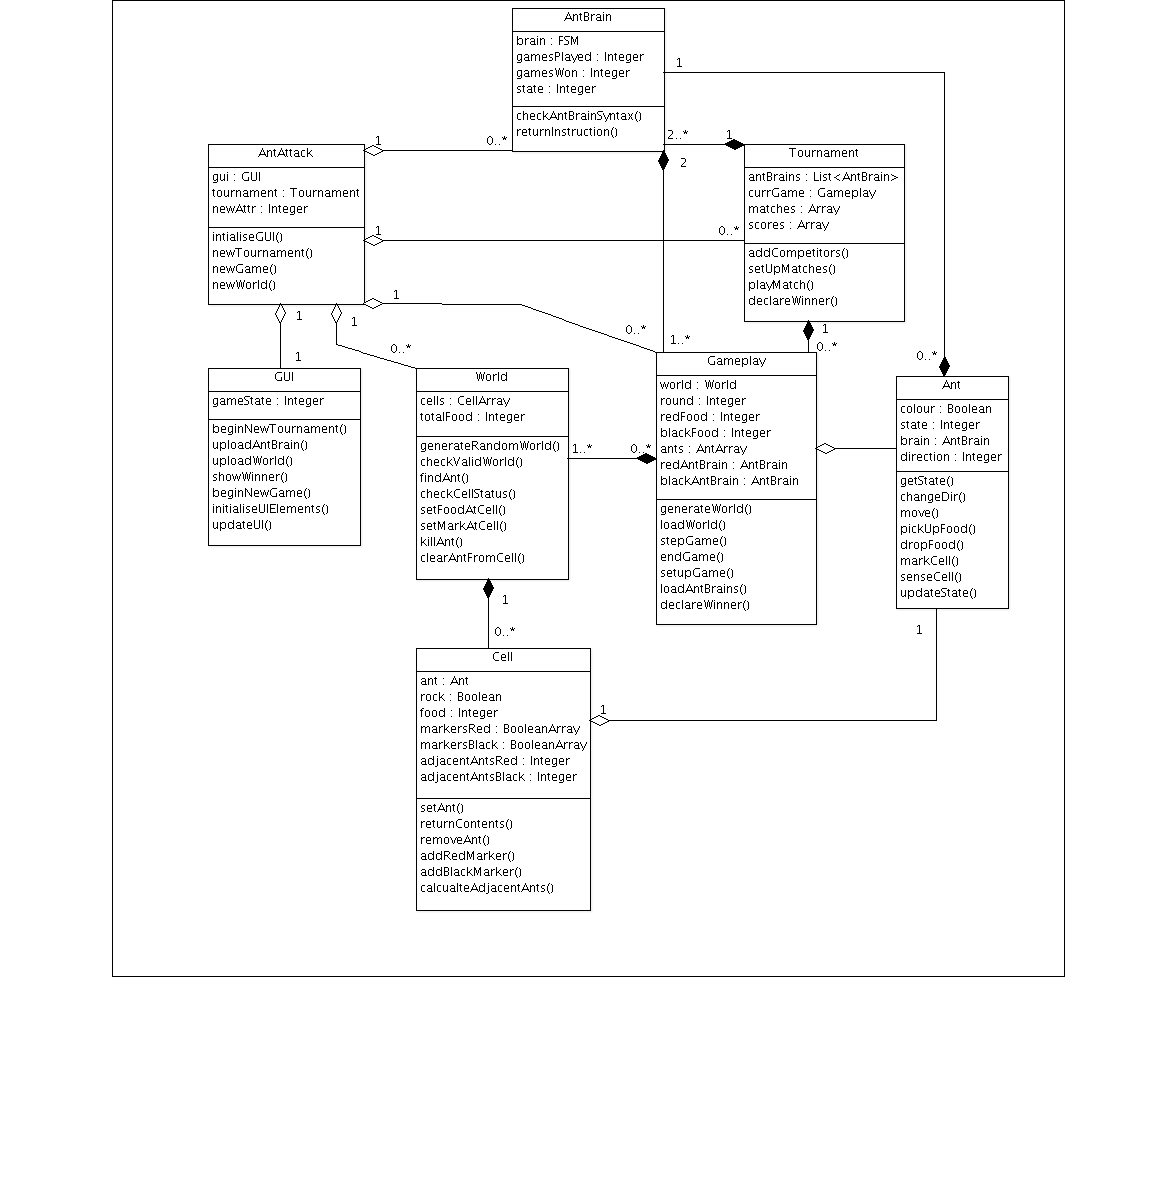 AntBrain
brain : FSM
gamesPlayed : Integer
gamesWon : Integer
state : Integer
checkAntBrainSyntax()
returnInstruction()
1
1
0..*
2..*
1
2
AntAttack
gui : GUI
tournament : Tournament
newAttr : Integer
intialiseGUI()
newTournament()
newGame()
newWorld()
Tournament
antBrains : List<AntBrain>
currGame : Gameplay
matches : Array
scores : Array
addCompetitors()
setUpMatches()
playMatch()
declareWinner()
1
0..*
1
0..*
1
1
1
0..*
1..*
1
0..*
0..*
GUI
gameState : Integer
beginNewTournament()
uploadAntBrain()
uploadWorld()
showWinner()
beginNewGame()
initialiseUIElements()
updateUI()
World
cells : CellArray
totalFood : Integer
generateRandomWorld()
checkValidWorld()
findAnt()
checkCellStatus()
setFoodAtCell()
setMarkAtCell()
killAnt()
clearAntFromCell()
1..*
0..*
Gameplay
world : World
round : Integer
redFood : Integer
blackFood : Integer
ants : AntArray
redAntBrain : AntBrain
blackAntBrain : AntBrain
generateWorld()
loadWorld()
stepGame()
endGame()
setupGame()
loadAntBrains()
declareWinner()
Ant
colour : Boolean
state : Integer
brain : AntBrain
direction : Integer
getState()
changeDir()
move()
pickUpFood()
dropFood()
markCell()
senseCell()
updateState()
1
0..*
1
Cell
ant : Ant
rock : Boolean
food : Integer
markersRed : BooleanArray
markersBlack : BooleanArray
adjacentAntsRed : Integer
adjacentAntsBlack : Integer
setAnt()
returnContents()
removeAnt()
addRedMarker()
addBlackMarker()
calcualteAdjacentAnts()
1